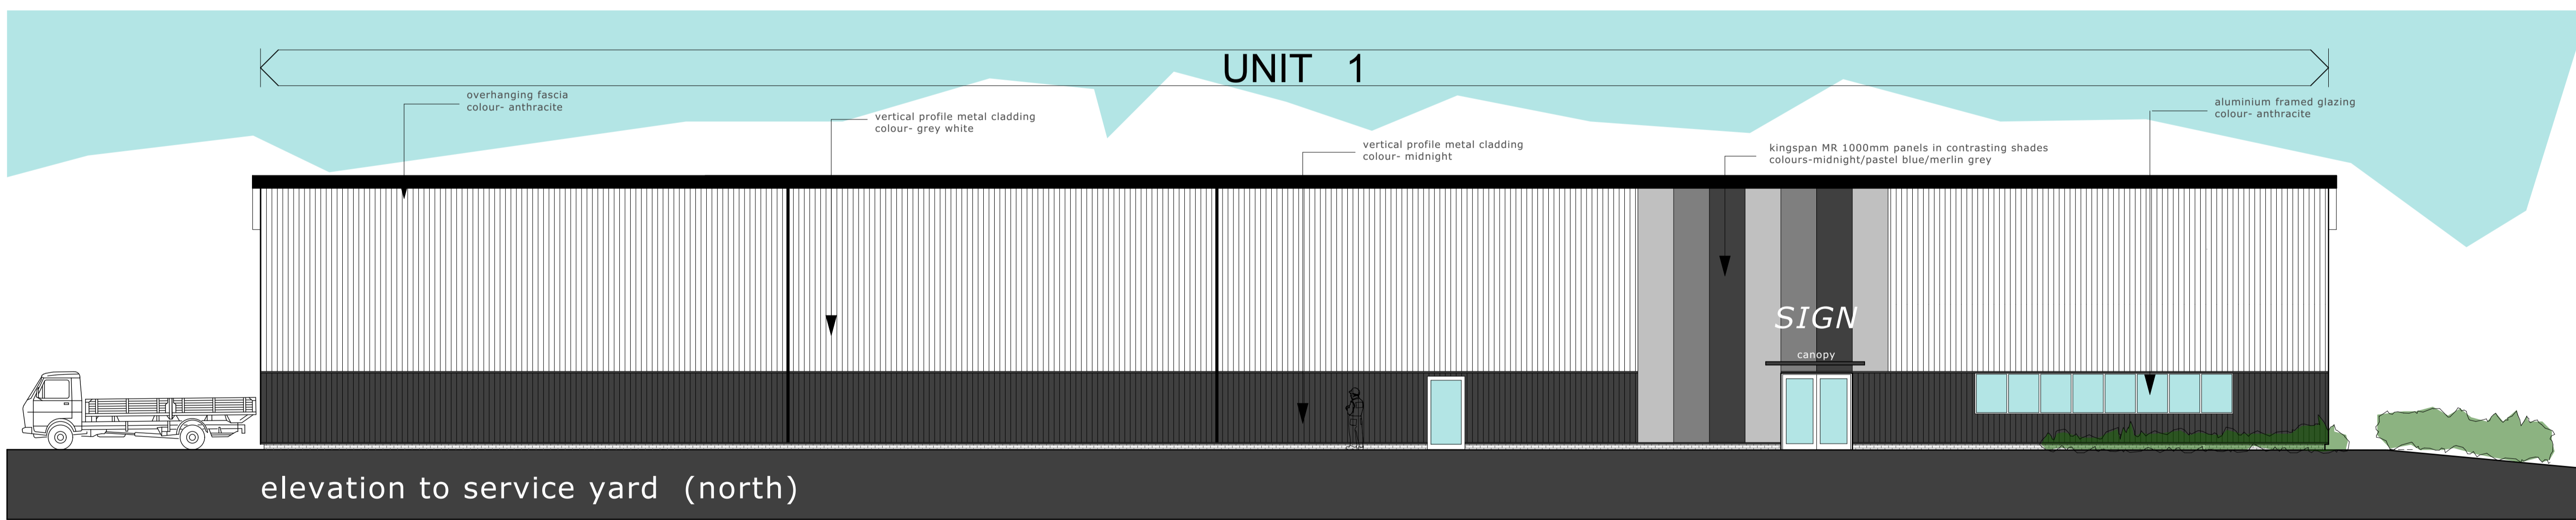 UNIT 1
overhanging fascia
colour- anthracite
vertical profile metal cladding
colour- grey white
vertical profile metal cladding
colour- midnight
kingspan MR 1000mm panels in contrasting shades
colours-midnight/pastel blue/merlin grey
aluminium framed glazing
colour- anthracite
SIGN
canopy
elevation to service yard (north)